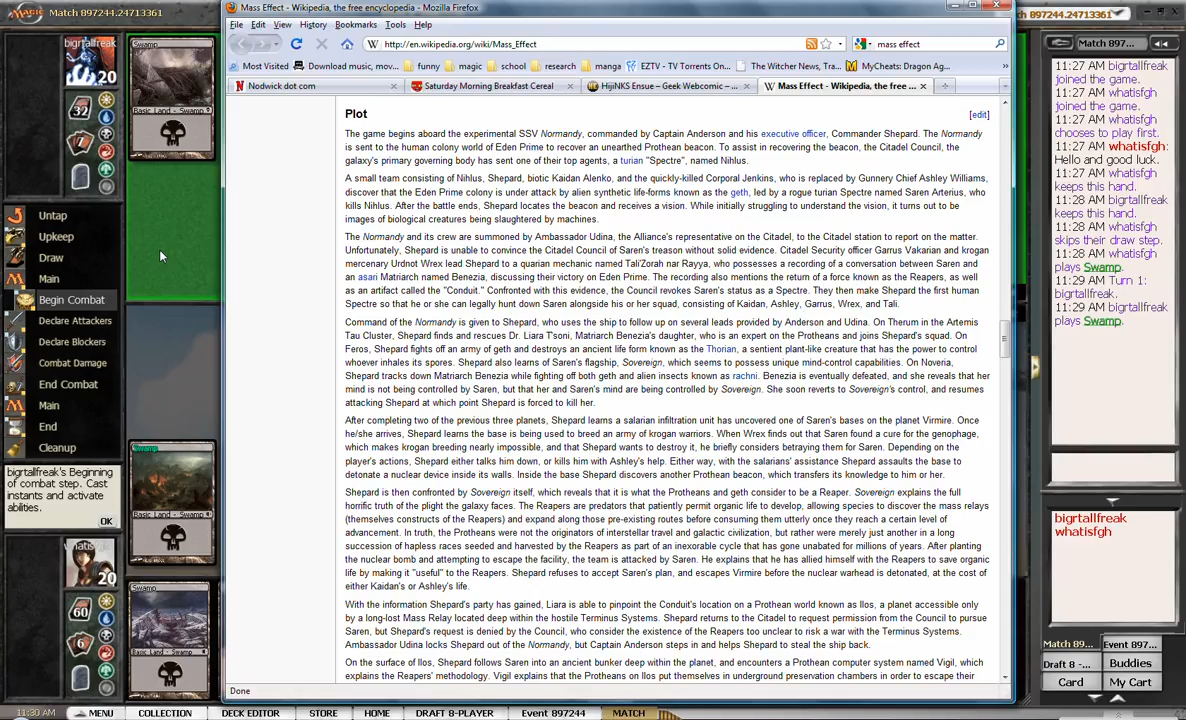 Match 897244.24713361
Mass Effect - Wikipedia, the free encyclopedia - Mozilla Firefox
ch 897244.24713361
File Edit View History Bookmarks Tools Help
http://en.wikipedia.org/wiki/Mass_Effect
mass effect
Most Visited Download music, mov... funny magic school research manga EZTV - TV Torrents On... The Witcher News, Tra... MyCheats: Dragon Ag...
Nodwick dot com
Saturday Morning Breakfast Cereal
HijiNKS Ensue – Geek Webcomic – ...
Mass Effect - Wikipedia, the free ...
bigrtallfreak
20
32
7
Swamp
Basic Land - Swamp
Untap
Upkeep
Draw
Main
Begin Combat
Declare Attackers
Declare Blockers
Combat Damage
End Combat
Main
End
Cleanup
bigrtallfreak's Beginning
of combat step. Cast
instants and activate
abilities.
OK
20
60
6
Swamp
Basic Land - Swamp
Swamp
Basic Land - Swamp
Plot
[edit]
The game begins aboard the experimental SSV Normandy, commanded by Captain Anderson and his executive officer, Commander Shepard. The Normandy
is sent to the human colony world of Eden Prime to recover an unearthed Prothean beacon. To assist in recovering the beacon, the Citadel Council, the
galaxy's primary governing body has sent one of their top agents, a turian "Spectre", named Nihlus.
A small team consisting of Nihlus, Shepard, biotic Kaidan Alenko, and the quickly-killed Corporal Jenkins, who is replaced by Gunnery Chief Ashley Williams,
discover that the Eden Prime colony is under attack by alien synthetic life-forms known as the geth, led by a rogue turian Spectre named Saren Arterius, who
kills Nihlus. After the battle ends, Shepard locates the beacon and receives a vision. While initially struggling to understand the vision, it turns out to be
images of biological creatures being slaughtered by machines.
The Normandy and its crew are summoned by Ambassador Udina, the Alliance's representative on the Citadel, to the Citadel station to report on the matter.
Unfortunately, Shepard is unable to convince the Citadel Council of Saren's treason without solid evidence. Citadel Security officer Garrus Vakarian and krogan
mercenary Urdnot Wrex lead Shepard to a quarian mechanic named Tali'Zorah nar Rayya, who possesses a recording of a conversation between Saren and
an asari Matriarch named Benezia, discussing their victory on Eden Prime. The recording also mentions the return of a force known as the Reapers, as well
as an artifact called the "Conduit." Confronted with this evidence, the Council revokes Saren's status as a Spectre. They then make Shepard the first human
Spectre so that he or she can legally hunt down Saren alongside his or her squad, consisting of Kaidan, Ashley, Garrus, Wrex, and Tali.
Command of the Normandy is given to Shepard, who uses the ship to follow up on several leads provided by Anderson and Udina. On Therum in the Artemis
Tau Cluster, Shepard finds and rescues Dr. Liara T'soni, Matriarch Benezia's daughter, who is an expert on the Protheans and joins Shepard's squad. On
Feros, Shepard fights off an army of geth and destroys an ancient life form known as the Thorian, a sentient plant-like creature that has the power to control
whoever inhales its spores. Shepard also learns of Saren's flagship, Sovereign, which seems to possess unique mind-control capabilities. On Noveria,
Shepard tracks down Matriarch Benezia while fighting off both geth and alien insects known as rachni. Benezia is eventually defeated, and she reveals that her
mind is not being controlled by Saren, but that her and Saren's mind are being controlled by Sovereign. She soon reverts to Sovereign's control, and resumes
attacking Shepard at which point Shepard is forced to kill her.
After completing two of the previous three planets, Shepard learns a salarian infiltration unit has uncovered one of Saren's bases on the planet Virmire. Once
he/she arrives, Shepard learns the base is being used to breed an army of krogan warriors. When Wrex finds out that Saren found a cure for the genophage,
which makes krogan breeding nearly impossible, and that Shepard wants to destroy it, he briefly considers betraying him for Saren. Depending on the
player's actions, Shepard either talks him down, or kills him with Ashley's help. Either way, with the salarians' assistance Shepard assaults the base to
detonate a nuclear device inside its walls. Inside the base Shepard discovers another Prothean beacon, which transfers its knowledge to him or her.
Shepard is then confronted by Sovereign itself, which reveals that it is what the Protheans and geth consider to be a Reaper. Sovereign explains the full
horrific truth of the plight the galaxy faces. The Reapers are predators that patiently permit organic life to develop, allowing species to discover the mass relays
(themselves constructs of the Reapers) and expand along those pre-existing routes before consuming them utterly once they reach a certain level of
advancement. In truth, the Protheans were not the originators of interstellar travel and galactic civilization, but rather were merely just another in a long
succession of hapless races seeded and harvested by the Reapers as part of an inexorable cycle that has gone unabated for millions of years. After planting
the nuclear bomb and attempting to escape the facility, the team is attacked by Saren. He explains that he has allied himself with the Reapers to save organic
life by making it "useful" to the Reapers. Shepard refuses to accept Saren's plan, and escapes Virmire before the nuclear warhead is detonated, at the cost of
either Kaidan's or Ashley's life.
With the information Shepard's party has gained, Liara is able to pinpoint the Conduit's location on a Prothean world known as Ilos, a planet accessible only
by a long-lost Mass Relay located deep within the hostile Terminus Systems. Shepard returns to the Citadel to request permission from the Council to pursue
Saren, but Shepard's request is denied by the Council, who consider the existence of the Reapers too unclear to risk a war with the Terminus Systems.
Ambassador Udina locks Shepard out of the Normandy, but Captain Anderson steps in and helps Shepard to steal the ship back.
On the surface of Ilos, Shepard follows Saren into an ancient bunker deep within the planet, and encounters a Prothean computer system named Vigil, which
explains the Reapers' methodology. Vigil explains that the Protheans on Ilos put themselves in underground preservation chambers in order to escape their
Done
Match 897...
11:27 AM bigrtallfreak
joined the game.
11:27 AM whatisfgh
joined the game.
11:27 AM whatisfgh
chooses to play first.
11:27 AM whatisfgh:
Hello and good luck.
11:27 AM whatisfgh
keeps this hand.
11:28 AM bigrtallfreak
keeps this hand.
11:28 AM whatisfgh
skips their draw step.
11:28 AM whatisfgh
plays Swamp.
11:29 AM Turn 1:
bigrtallfreak.
11:29 AM bigrtallfreak
plays Swamp.
bigrtallfreak
whatisfgh
Match 89... Event 897...
Draft 8 -... Buddies
Card My Cart
11:30 AM MENU COLLECTION DECK EDITOR STORE HOME DRAFT 8-PLAYER Event 897244 MATCH